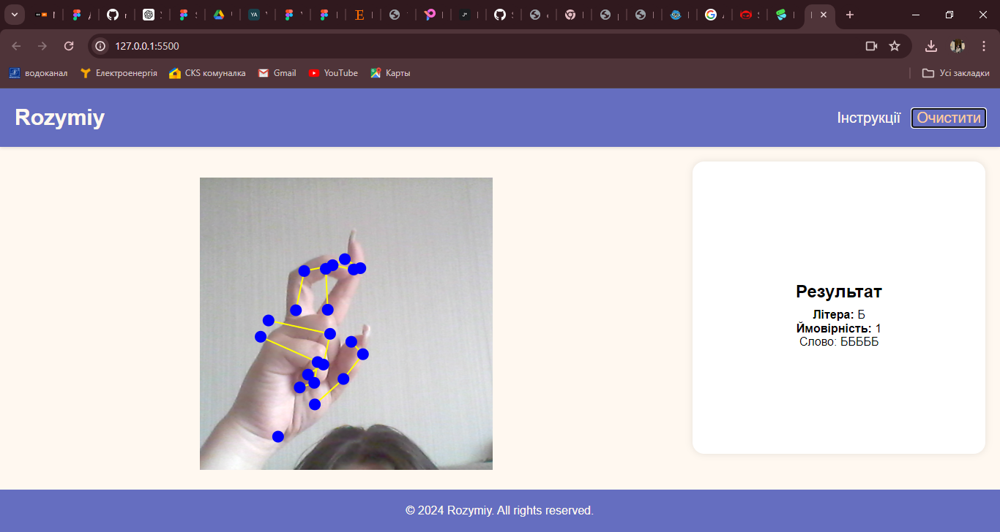 127.0.0.1:5500
водоканал
Електроенергія
CKS комуналка
Gmail
YouTube
Карты
Усі закладки
Rozymiy
Інструкції
Очистити
Результат
Літера: Б
Ймовірність: 1
Слово: БББББ
© 2024 Rozymiy. All rights reserved.